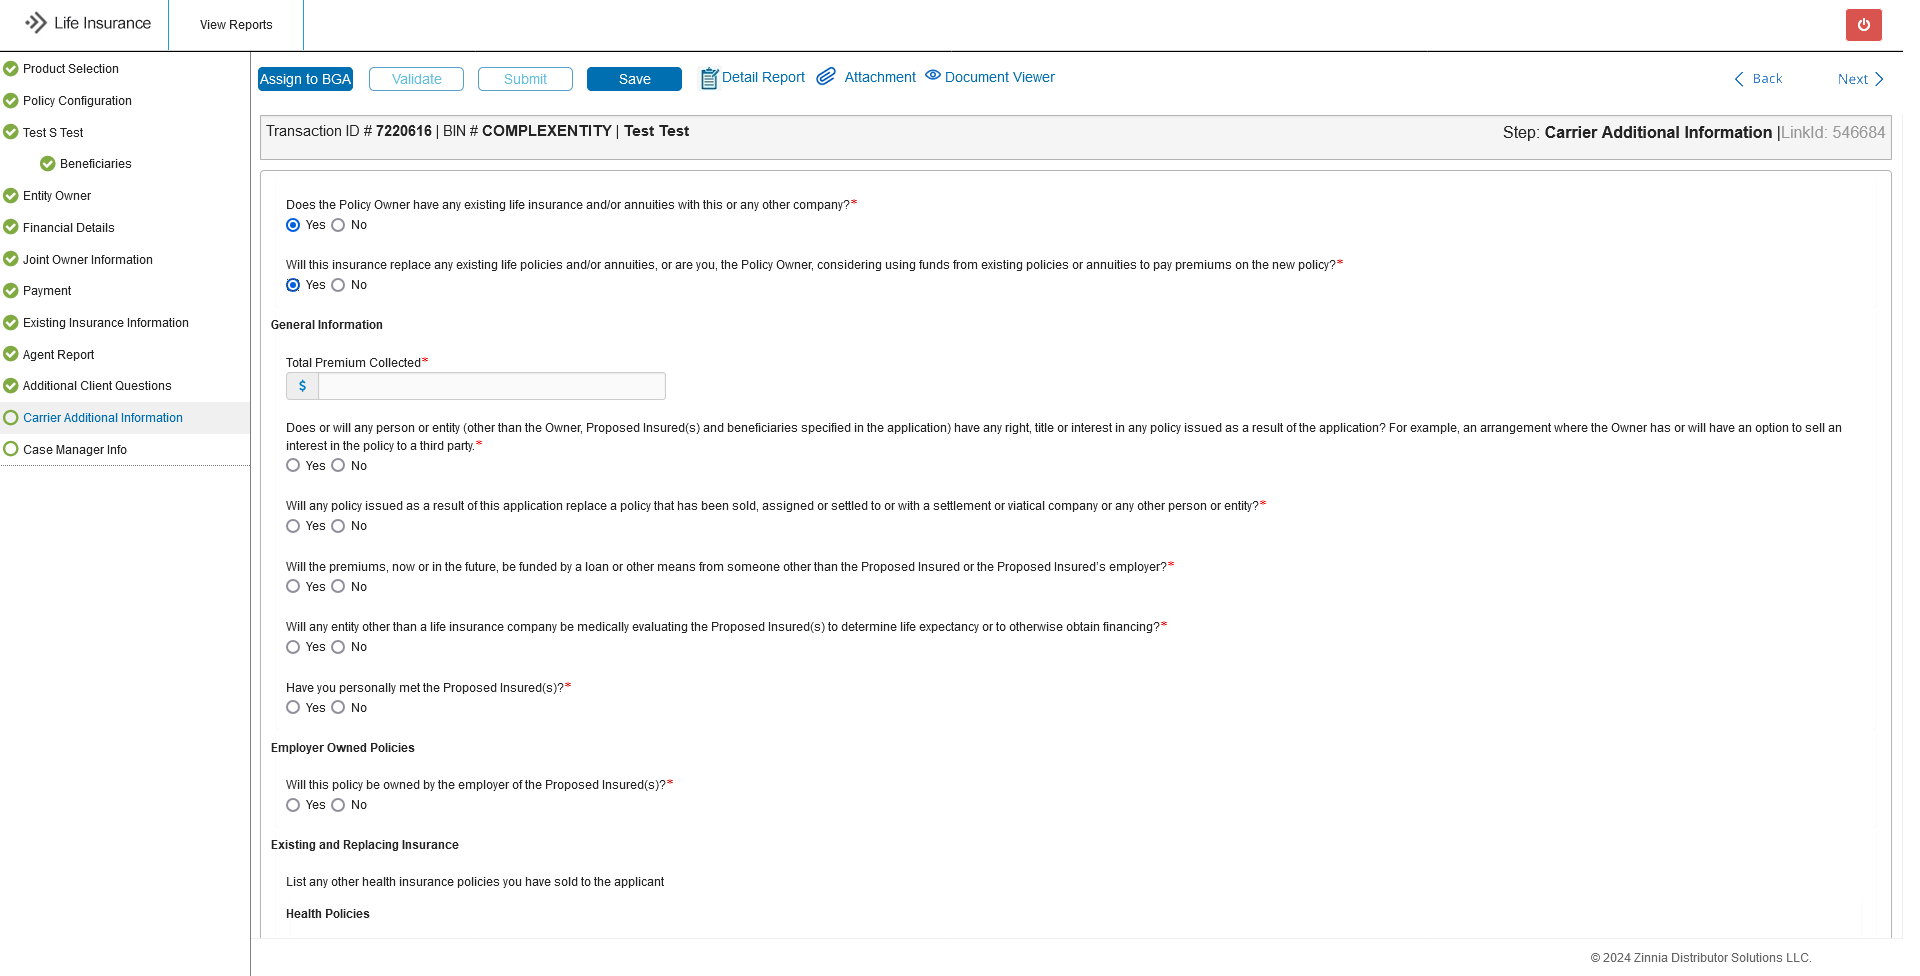 Life Insurance
View Reports
Product Selection
Policy Configuration
Test S Test
Beneficiaries
Entity Owner
Financial Details
Joint Owner Information
Payment
Existing Insurance Information
Agent Report
Additional Client Questions
Carrier Additional Information
Case Manager Info
Assign to BGA Validate Submit Save Detail Report Attachment Document Viewer Back Next
Transaction ID # 7220616 | BIN # COMPLEXENTITY | Test Test
Step: Carrier Additional Information |LinkId: 546684
Does the Policy Owner have any existing life insurance and/or annuities with this or any other company?*
Yes No
Will this insurance replace any existing life policies and/or annuities, or are you, the Policy Owner, considering using funds from existing policies or annuities to pay premiums on the new policy?*
Yes No
General Information
Total Premium Collected*
$
Does or will any person or entity (other than the Owner, Proposed Insured(s) and beneficiaries specified in the application) have any right, title or interest in any policy issued as a result of the application? For example, an arrangement where the Owner has or will have an option to sell an
interest in the policy to a third party.*
Yes No
Will any policy issued as a result of this application replace a policy that has been sold, assigned or settled to or with a settlement or viatical company or any other person or entity?*
Yes No
Will the premiums, now or in the future, be funded by a loan or other means from someone other than the Proposed Insured or the Proposed Insured's employer?*
Yes No
Will any entity other than a life insurance company be medically evaluating the Proposed Insured(s) to determine life expectancy or to otherwise obtain financing?*
Yes No
Have you personally met the Proposed Insured(s)?*
Yes No
Employer Owned Policies
Will this policy be owned by the employer of the Proposed Insured(s)?*
Yes No
Existing and Replacing Insurance
List any other health insurance policies you have sold to the applicant
Health Policies
© 2024 Zinnia Distributor Solutions LLC.